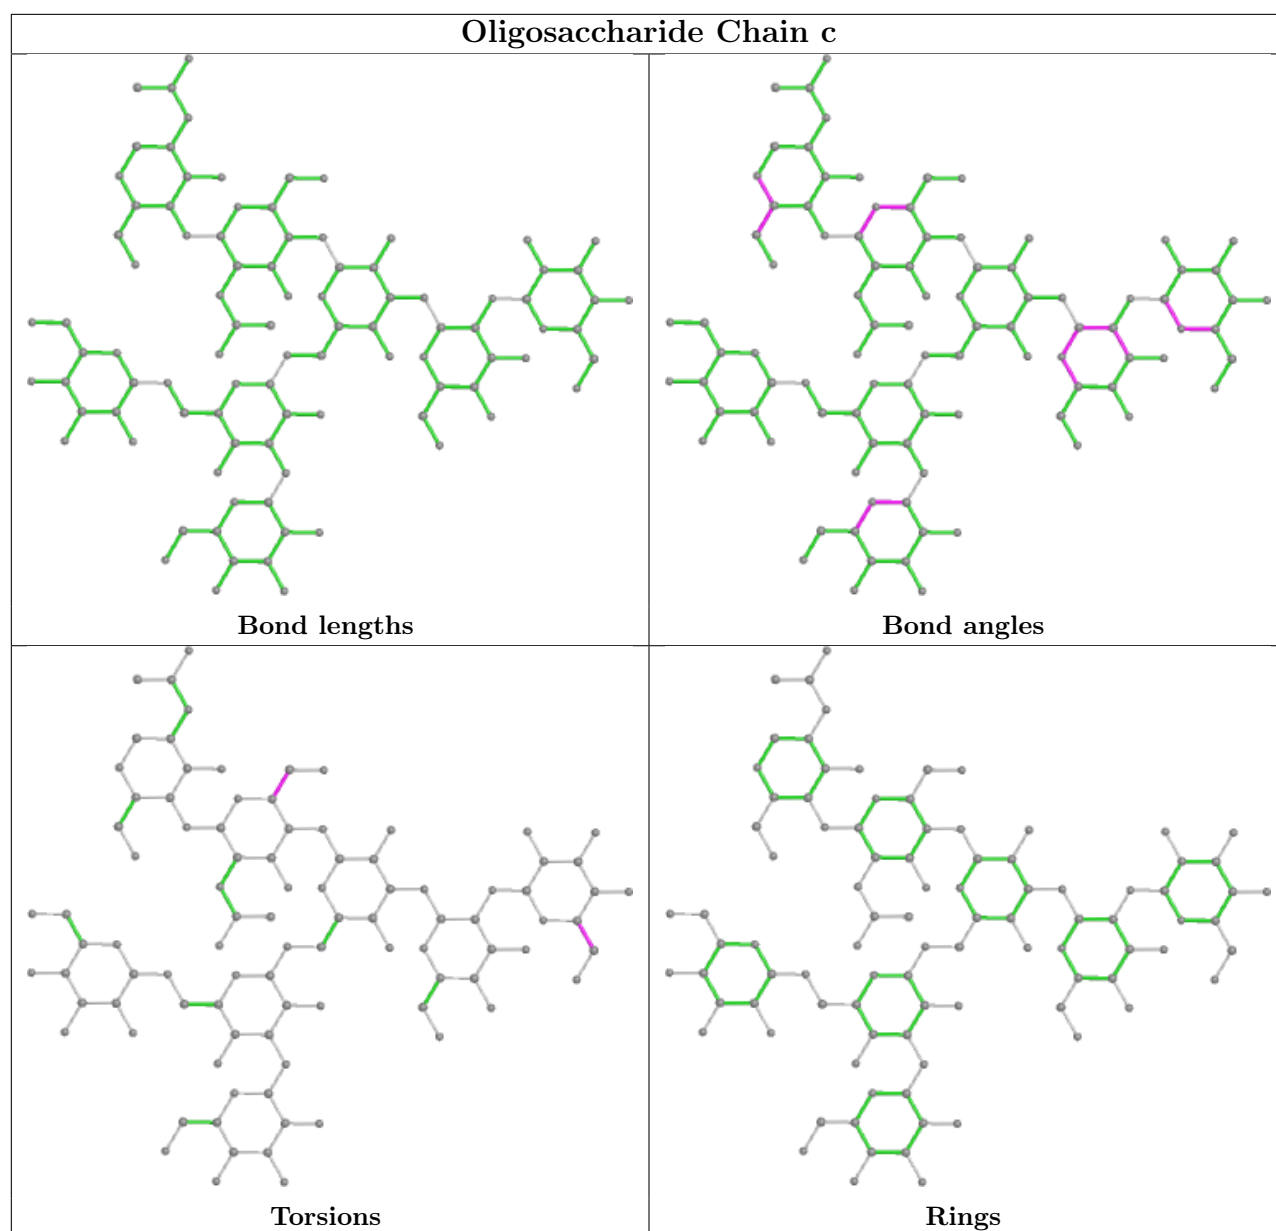 Oligosaccharide Chain c
Bond lengths
Bond angles
Torsions
Rings